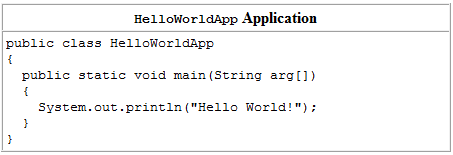 HelloWorldApp Application
public class HelloWorldApp
{
  public static void main(String arg[])
  {
    System.out.println("Hello World!");
  }
}